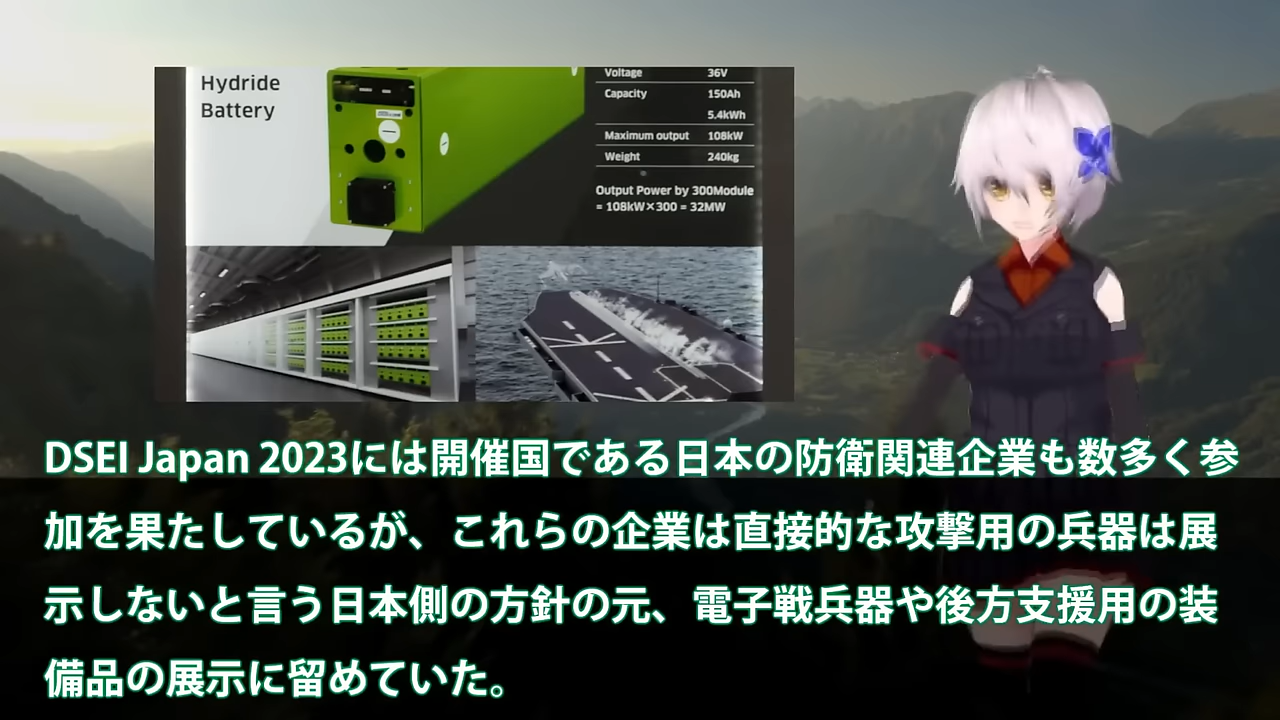 Hydride
Battery
Voltage 36V
Capacity 150Ah
5.4kWh
Maximum output 108kW
Weight 240kg
Output Power by 300Module
= 108kW×300 = 32MW
DSEI Japan 2023には開催国である日本の防衛関連企業も数多く参
加を果たしているが、これらの企業は直接的な攻撃用の兵器は展
示しないと言う日本側の方針の元、電子戦兵器や後方支援用の装
備品の展示に留めていた。